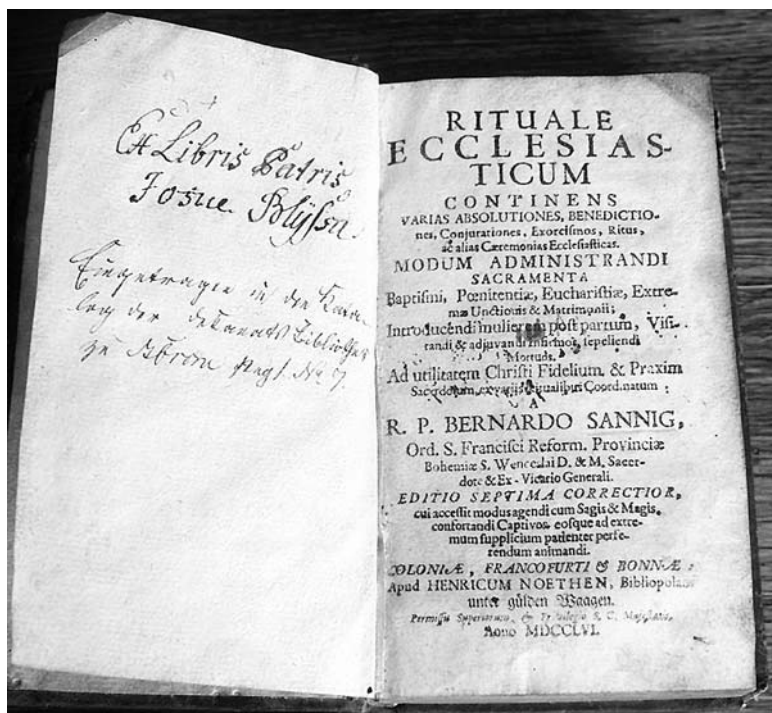 Ex Libris Patris
Josue
Eingetragen in den Kata-
log der Dekanats Bibliothek
zu
RITUALE
ECCLESIAS-
TICUM
CONTINENS
VARIAS ABSOLUTIONES, BENEDICTIO-
nes, Conjurationes, Exorcismos, Ritus,
ac alias Cæremonias Ecclesiasticas.
MODUM ADMINISTRANDI
SACRAMENTA
Baptismi, Pœnitentiæ, Eucharistiæ, Extre-
mæ Unctionis & Matrimonii;
Introducendi mulierem post partum, Visi-
tandi & adjuvandi infirmos, sepeliendi
Mortuos.
Ad utilitatem Christi Fidelium & Praxim
Sacerdotum, ex variis Ritualibus Coordinatum
A
R. P. BERNARDO SANNIG,
Ord. S. Francisci Reform. Provinciæ
Bohemiæ S. Wenceslai D. & M. Sacer-
dote & Ex-Vicario Generali.
EDITIO SEPTIMA CORRECTIOR,
cui accessit modus agendi cum Sagis & Magis,
confortandi Captivos, eosque ad extre-
mum supplicium patienter perfe-
rendum animandi.
COLONIÆ, FRANCOFURTI & BONNÆ,
Apud HENRICUM NOETHEN, Bibliopolam
unter gülden Waagen.
Permissu Superiorum, & Privilegio S. C. Majestatis.
Anno MDCCLVI.